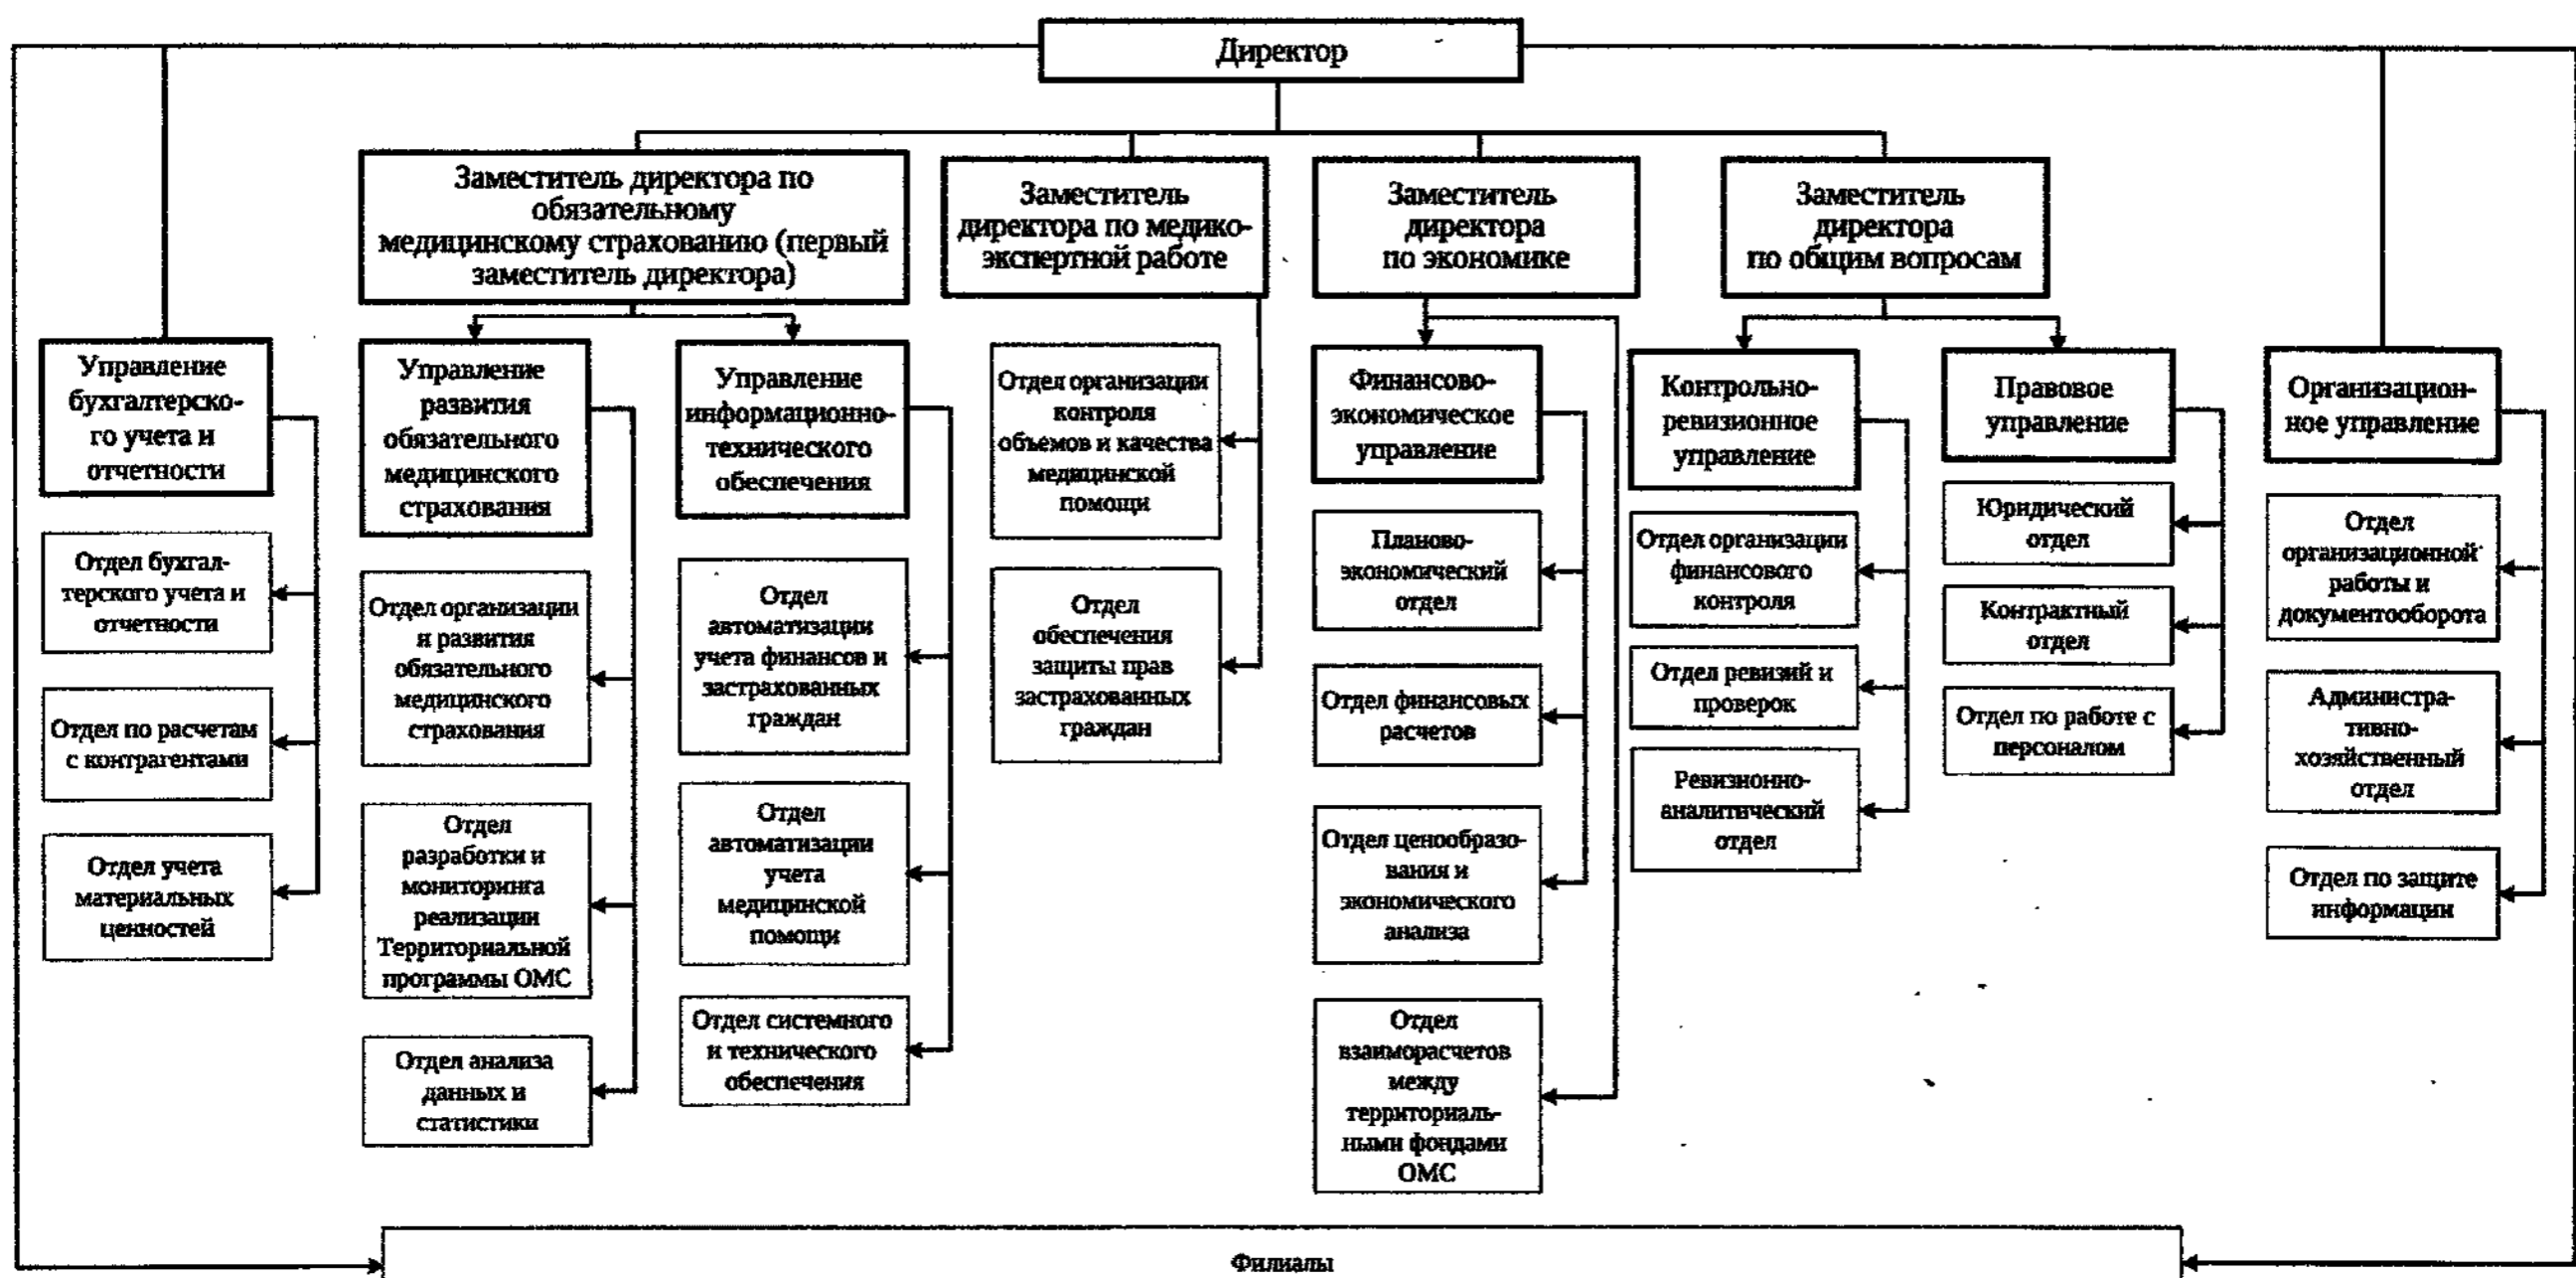 Директор
Заместитель директора по
обязательному
медицинскому страхованию (первый
заместитель директора)
Заместитель
директора по медико-
экспертной работе
Заместитель
директора
по экономике
Заместитель
директора
по общим вопросам
Управление
бухгалтерско-
го учета и
отчетности
Отдел бухгал-
терского учета и
отчетности
Отдел по расчетам
с контрагентами
Отдел учета
материальных
ценностей
Управление
развития
обязательного
медицинского
страхования
Отдел организации
и развития
обязательного
медицинского
страхования
Отдел
разработки и
мониторинга
реализации
Территориальной
программы ОМС
Отдел анализа
данных и
статистики
Управление
информационно-
технического
обеспечения
Отдел
автоматизации
учета финансов и
застрахованных
граждан
Отдел
автоматизации
учета
медицинской
помощи
Отдел системного
и технического
обеспечения
Отдел организации
контроля
объемов и качества
медицинской
помощи
Отдел
обеспечения
защиты прав
застрахованных
граждан
Финансово-
экономическое
управление
Планово-
экономический
отдел
Отдел финансовых
расчетов
Отдел ценообразо-
вания и
экономического
анализа
Отдел
взаиморасчетов
между
территориаль-
ными фондами
ОМС
Контрольно-
ревизионное
управление
Отдел организации
финансового
контроля
Отдел ревизий и
проверок
Ревизионно-
аналитический
отдел
Правовое
управление
Юридический
отдел
Контрактный
отдел
Отдел по работе с
персоналом
Организацион-
ное управление
Отдел
организационной
работы и
документооборота
Администра-
тивно-
хозяйственный
отдел
Отдел по защите
информации
Филиалы